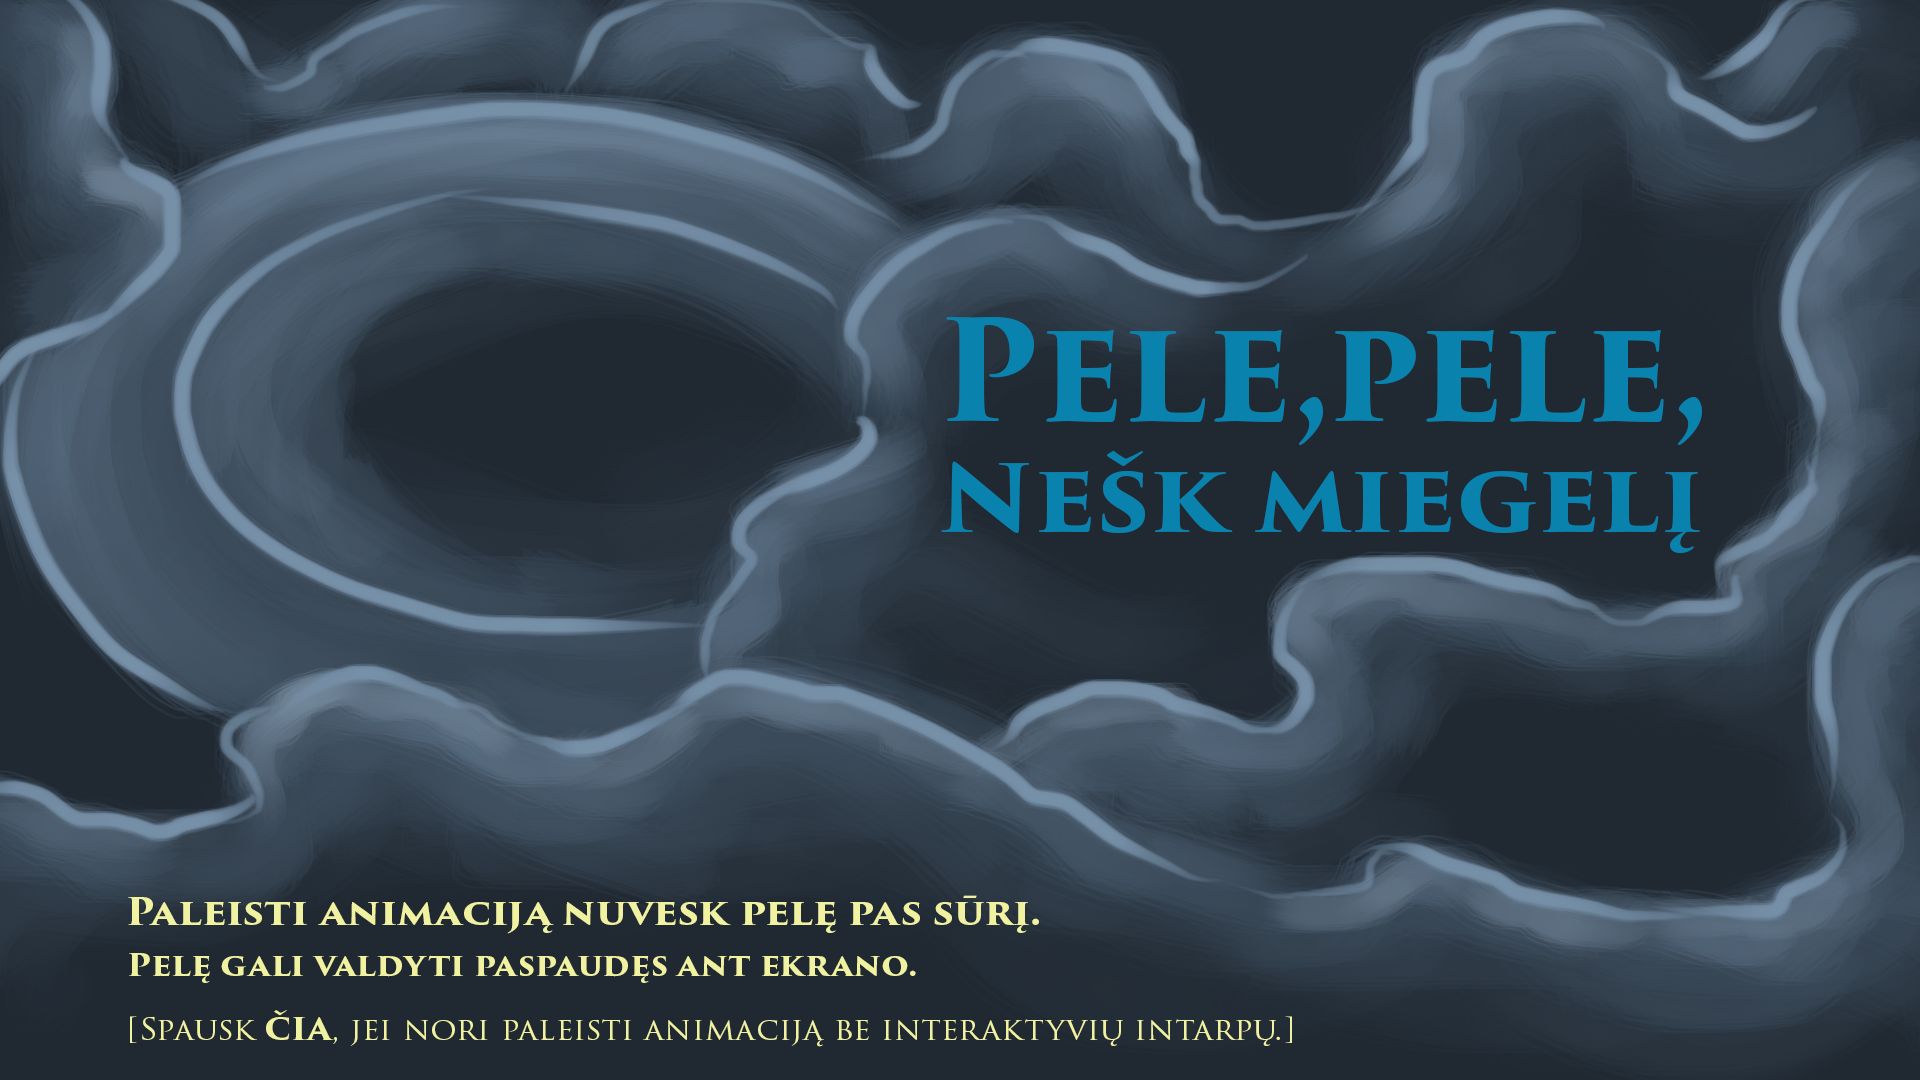 Pele,pele,
Nešk miegelį
Paleisti animaciją nuvesk pelę pas sūrį.
Pelę gali valdyti paspaudęs ant ekrano.
[Spausk čia, jei nori paleisti animaciją be interaktyvių intarpų.]